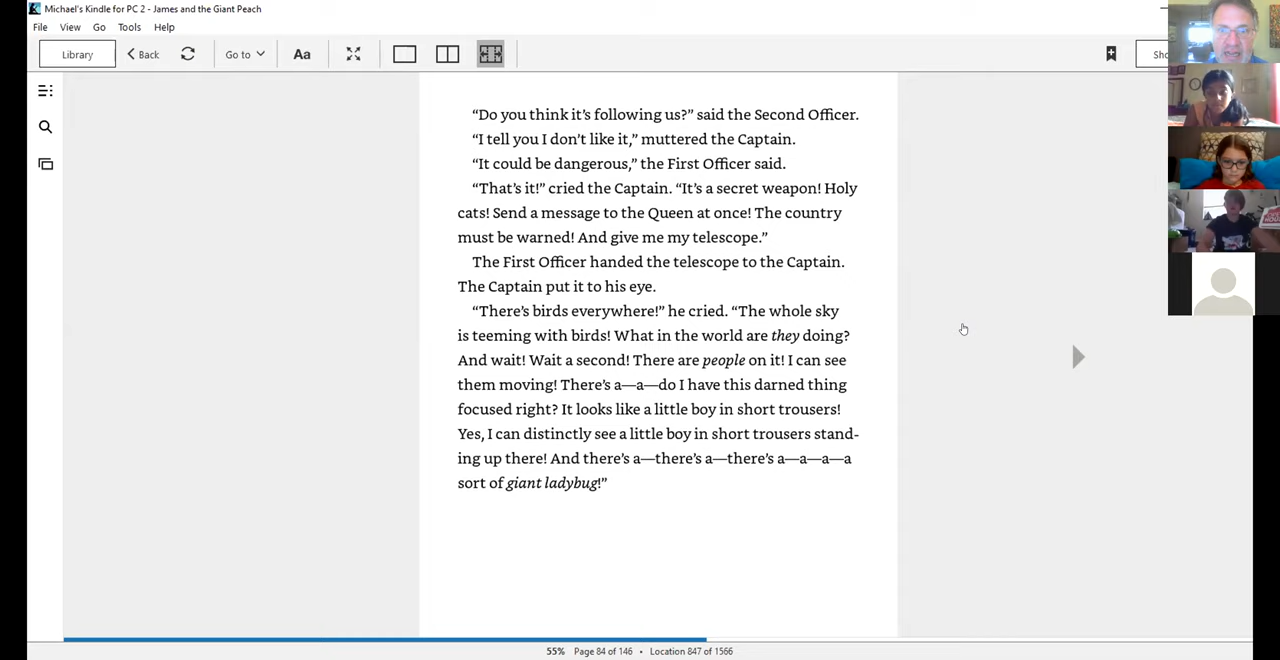 Michael's Kindle for PC 2 - James and the Giant Peach
File View Go Tools Help
Library Back Go to Aa
“Do you think it’s following us?” said the Second Officer.
“I tell you I don’t like it,” muttered the Captain.
“It could be dangerous,” the First Officer said.
“That’s it!” cried the Captain. “It’s a secret weapon! Holy
cats! Send a message to the Queen at once! The country
must be warned! And give me my telescope.”
The First Officer handed the telescope to the Captain.
The Captain put it to his eye.
“There’s birds everywhere!” he cried. “The whole sky
is teeming with birds! What in the world are they doing?
And wait! Wait a second! There are people on it! I can see
them moving! There’s a—a—do I have this darned thing
focused right? It looks like a little boy in short trousers!
Yes, I can distinctly see a little boy in short trousers stand-
ing up there! And there’s a—there’s a—there’s a—a—a—a
sort of giant ladybug!”
55% Page 84 of 146 • Location 847 of 1566